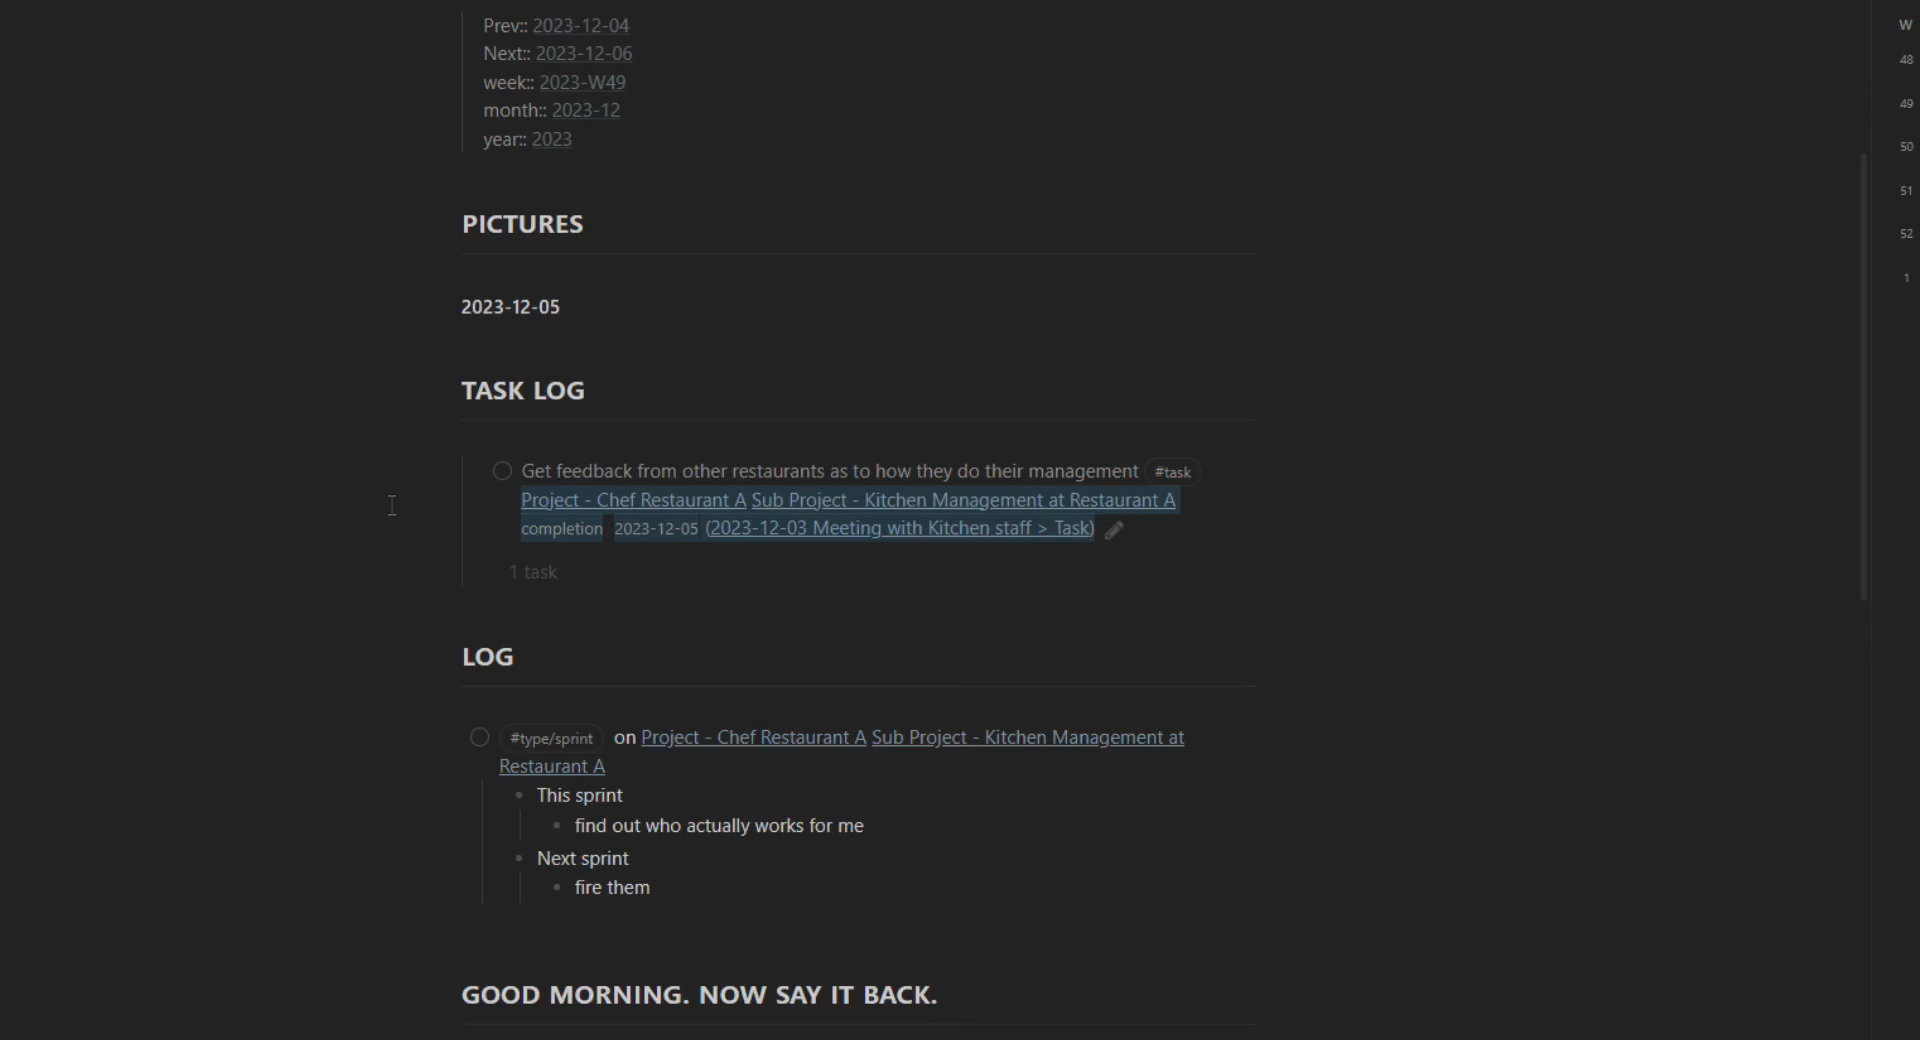 Prev:: 2023-12-04
Next:: 2023-12-06
week:: 2023-W49
month:: 2023-12
year:: 2023
PICTURES
2023-12-05
TASK LOG
Get feedback from other restaurants as to how they do their management #task
Project - Chef Restaurant A Sub Project - Kitchen Management at Restaurant A
completion 2023-12-05 (2023-12-03 Meeting with Kitchen staff > Task)
1 task
LOG
#type/sprint on Project - Chef Restaurant A Sub Project - Kitchen Management at
Restaurant A
This sprint
find out who actually works for me
Next sprint
fire them
GOOD MORNING. NOW SAY IT BACK.
W
48
49
50
51
52
1